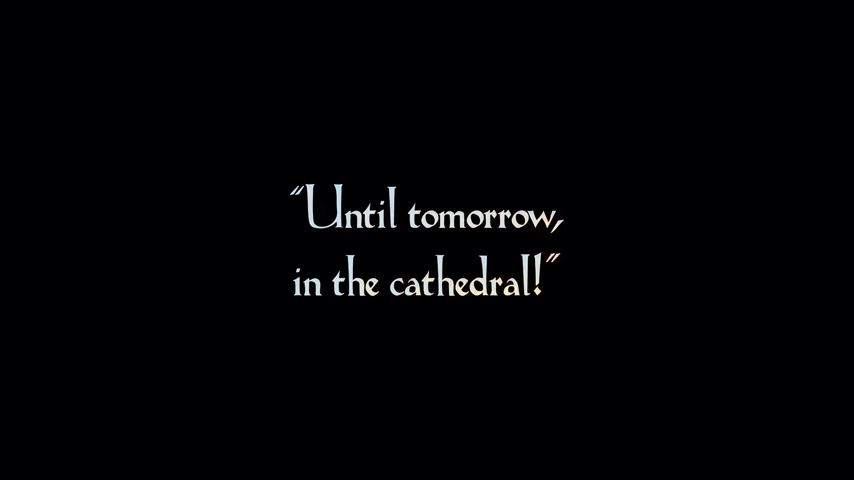 “Until tomorrow,
in the cathedral!”